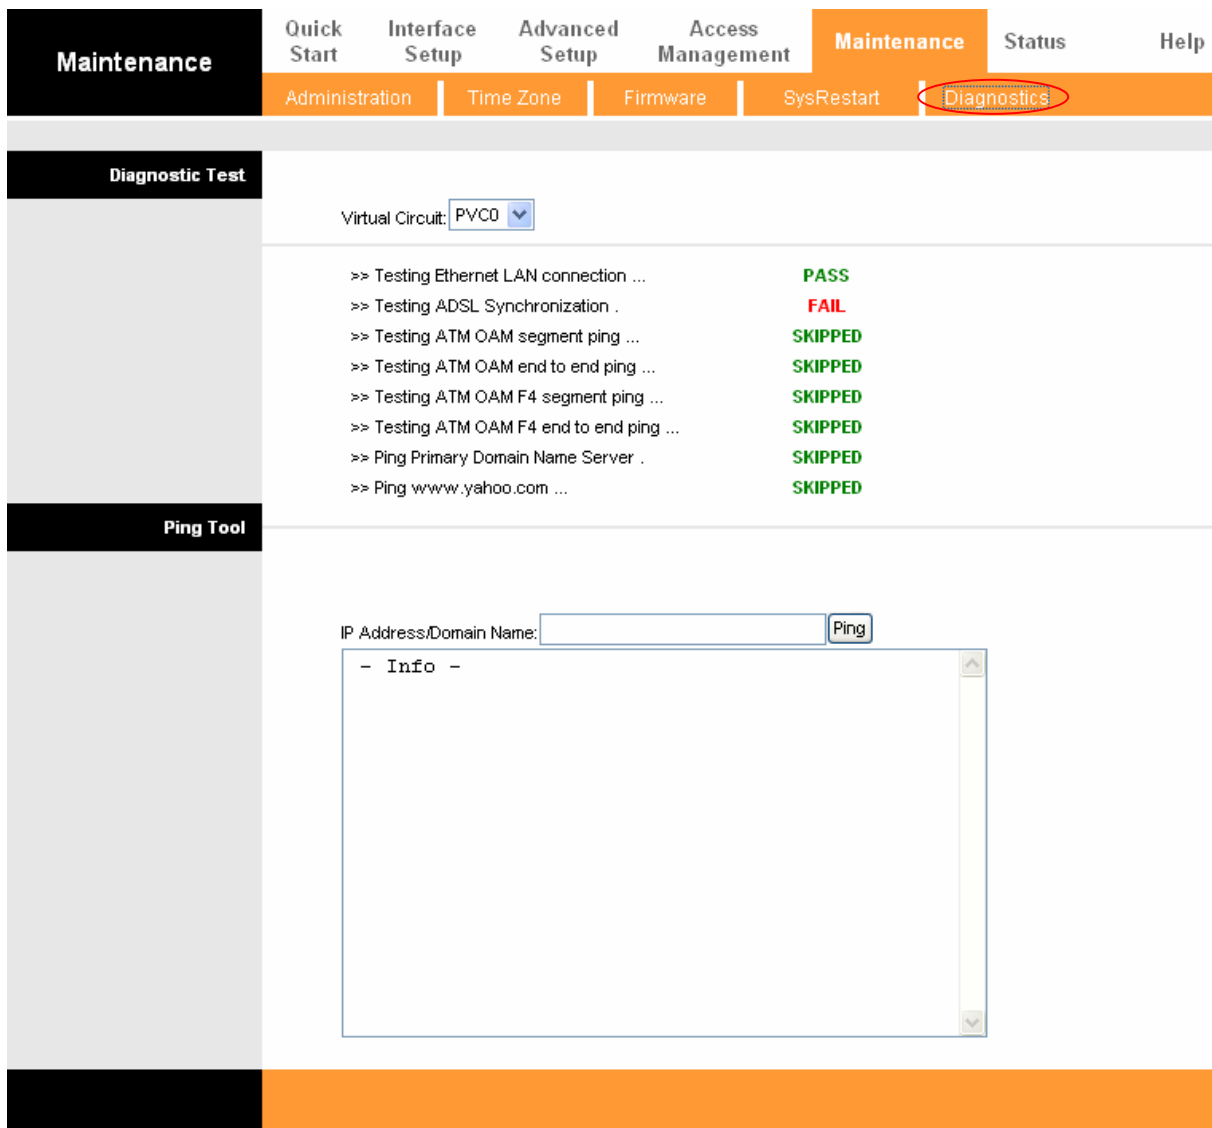 Maintenance
Quick Start
Interface Setup
Advanced Setup
Access Management
Maintenance
Status
Help
Administration
Time Zone
Firmware
SysRestart
Diagnostics
Diagnostic Test
Virtual Circuit: PVC0
>> Testing Ethernet LAN connection ... PASS
>> Testing ADSL Synchronization . FAIL
>> Testing ATM OAM segment ping ... SKIPPED
>> Testing ATM OAM end to end ping ... SKIPPED
>> Testing ATM OAM F4 segment ping ... SKIPPED
>> Testing ATM OAM F4 end to end ping ... SKIPPED
>> Ping Primary Domain Name Server . SKIPPED
>> Ping www.yahoo.com ... SKIPPED
Ping Tool
IP Address/Domain Name: Ping
- Info -